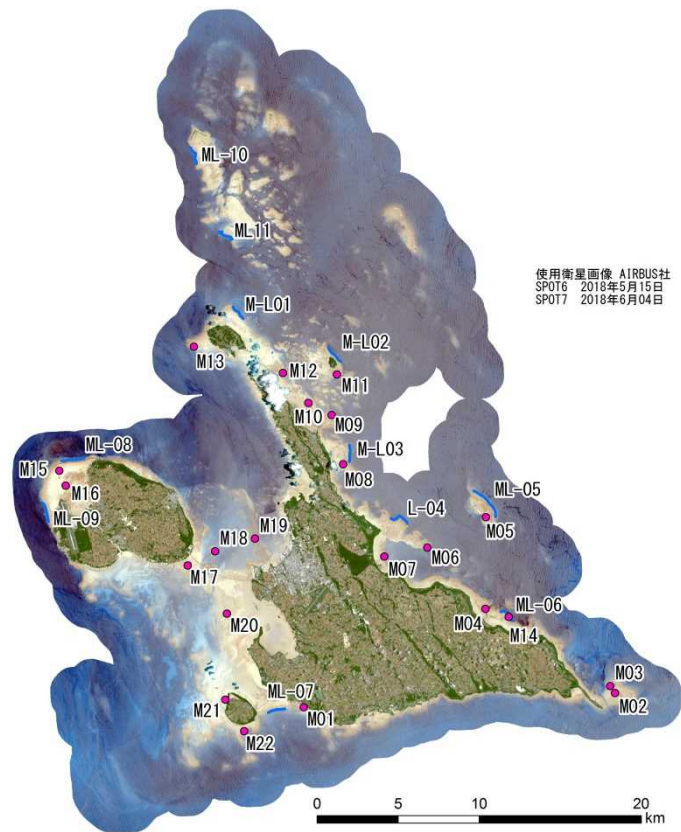 ML-10
ML11
使用衛星画像 AIRBUS社
SPOT6 2018年5月15日
SPOT7 2018年6月04日
M-L01
M-L02
M13
M12
M11
M10
M09
M-L03
M08
ML-08
M15
M16
ML-09
ML-05
M05
L-04
M19
M18
M06
M07
M17
M04
ML-06
M14
M20
M03
M02
M21
ML-07
M01
M22
0 5 10 20
km